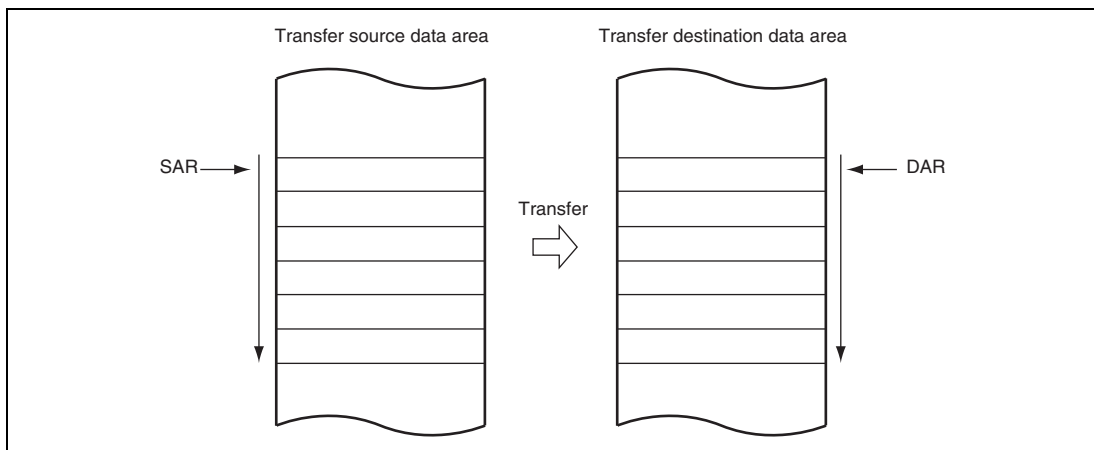 Transfer source data area
Transfer destination data area
SAR
DAR
Transfer